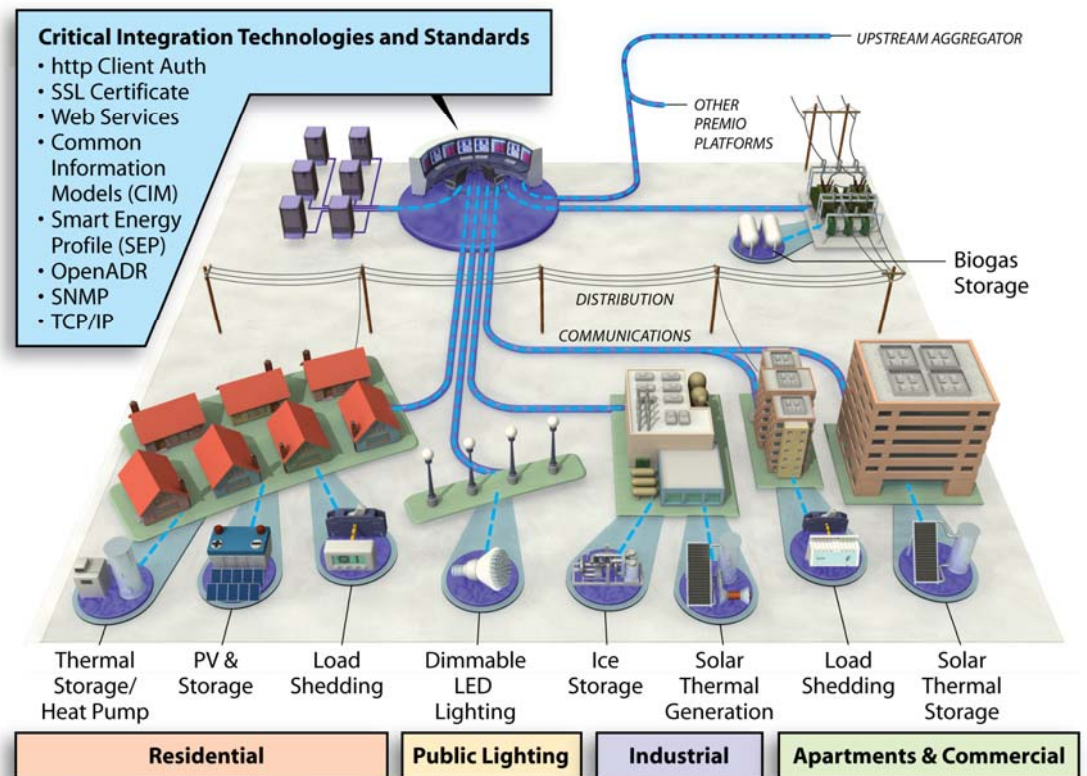 Critical Integration Technologies and Standards
• http Client Auth
• SSL Certificate
• Web Services
• Common
Information
Models (CIM)
• Smart Energy
Profile (SEP)
• OpenADR
• SNMP
• TCP/IP
UPSTREAM AGGREGATOR
OTHER
PREMIO
PLATFORMS
Biogas
Storage
DISTRIBUTION
COMMUNICATIONS
Thermal
Storage/
Heat Pump
PV &
Storage
Load
Shedding
Dimmable
LED
Lighting
Ice
Storage
Solar
Thermal
Generation
Load
Shedding
Solar
Thermal
Storage
Residential
Public Lighting
Industrial
Apartments & Commercial